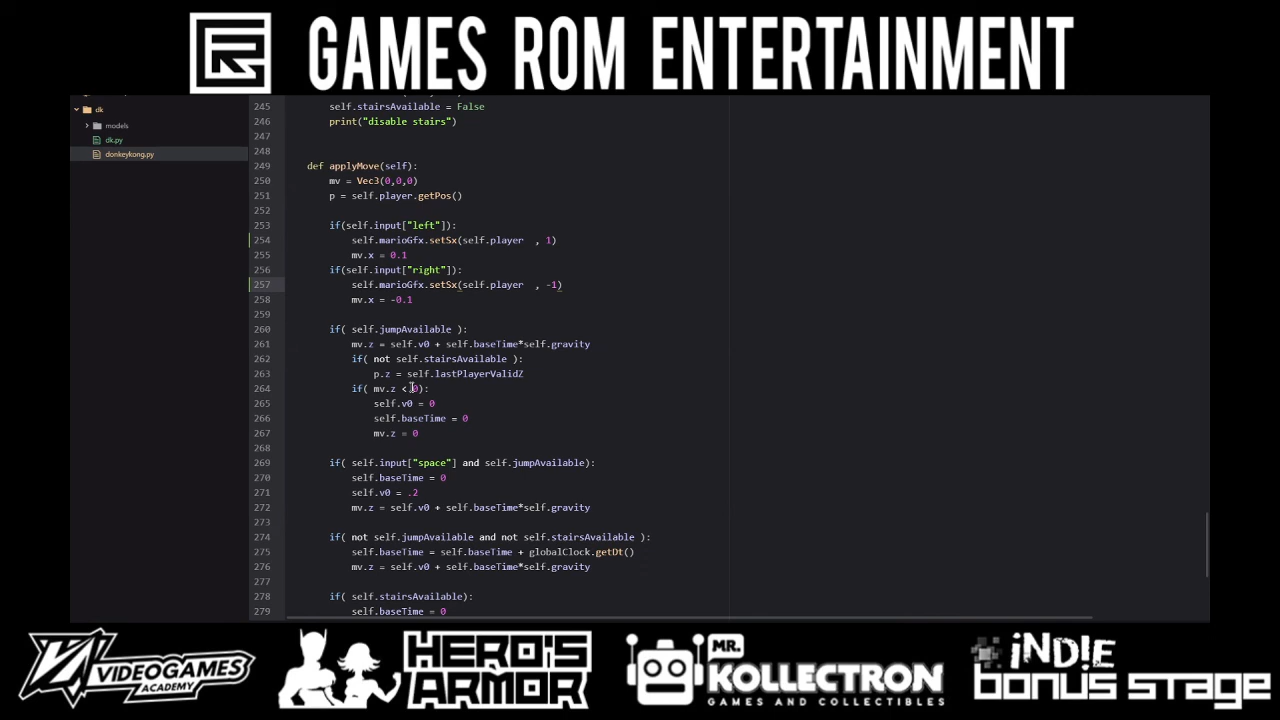 GAMES ROM ENTERTAINMENT
dk
models
dk.py
donkeykong.py
245 self.stairsAvailable = False
246 print("disable stairs")
247
248
249 def applyMove(self):
250 mv = Vec3(0,0,0)
251 p = self.player.getPos()
252
253 if(self.input["left"]):
254 self.marioGfx.setSx(self.player  , 1)
255 mv.x = 0.1
256 if(self.input["right"]):
257 self.marioGfx.setSx(self.player  , -1)
258 mv.x = -0.1
259
260 if( self.jumpAvailable ):
261 mv.z = self.v0 + self.baseTime*self.gravity
262 if( not self.stairsAvailable ):
263 p.z = self.lastPlayerValidZ
264 if( mv.z < 0):
265 self.v0 = 0
266 self.baseTime = 0
267 mv.z = 0
268
269 if( self.input["space"] and self.jumpAvailable):
270 self.baseTime = 0
271 self.v0 = .2
272 mv.z = self.v0 + self.baseTime*self.gravity
273
274 if( not self.jumpAvailable and not self.stairsAvailable ):
275 self.baseTime = self.baseTime + globalClock.getDt()
276 mv.z = self.v0 + self.baseTime*self.gravity
277
278 if( self.stairsAvailable):
279 self.baseTime = 0
VIDEOGAMES
ACADEMY
HERO'S
ARMOR
MR.
KOLLECTRON
GAMES AND COLLECTIBLES
INDIE
BONUS STAGE